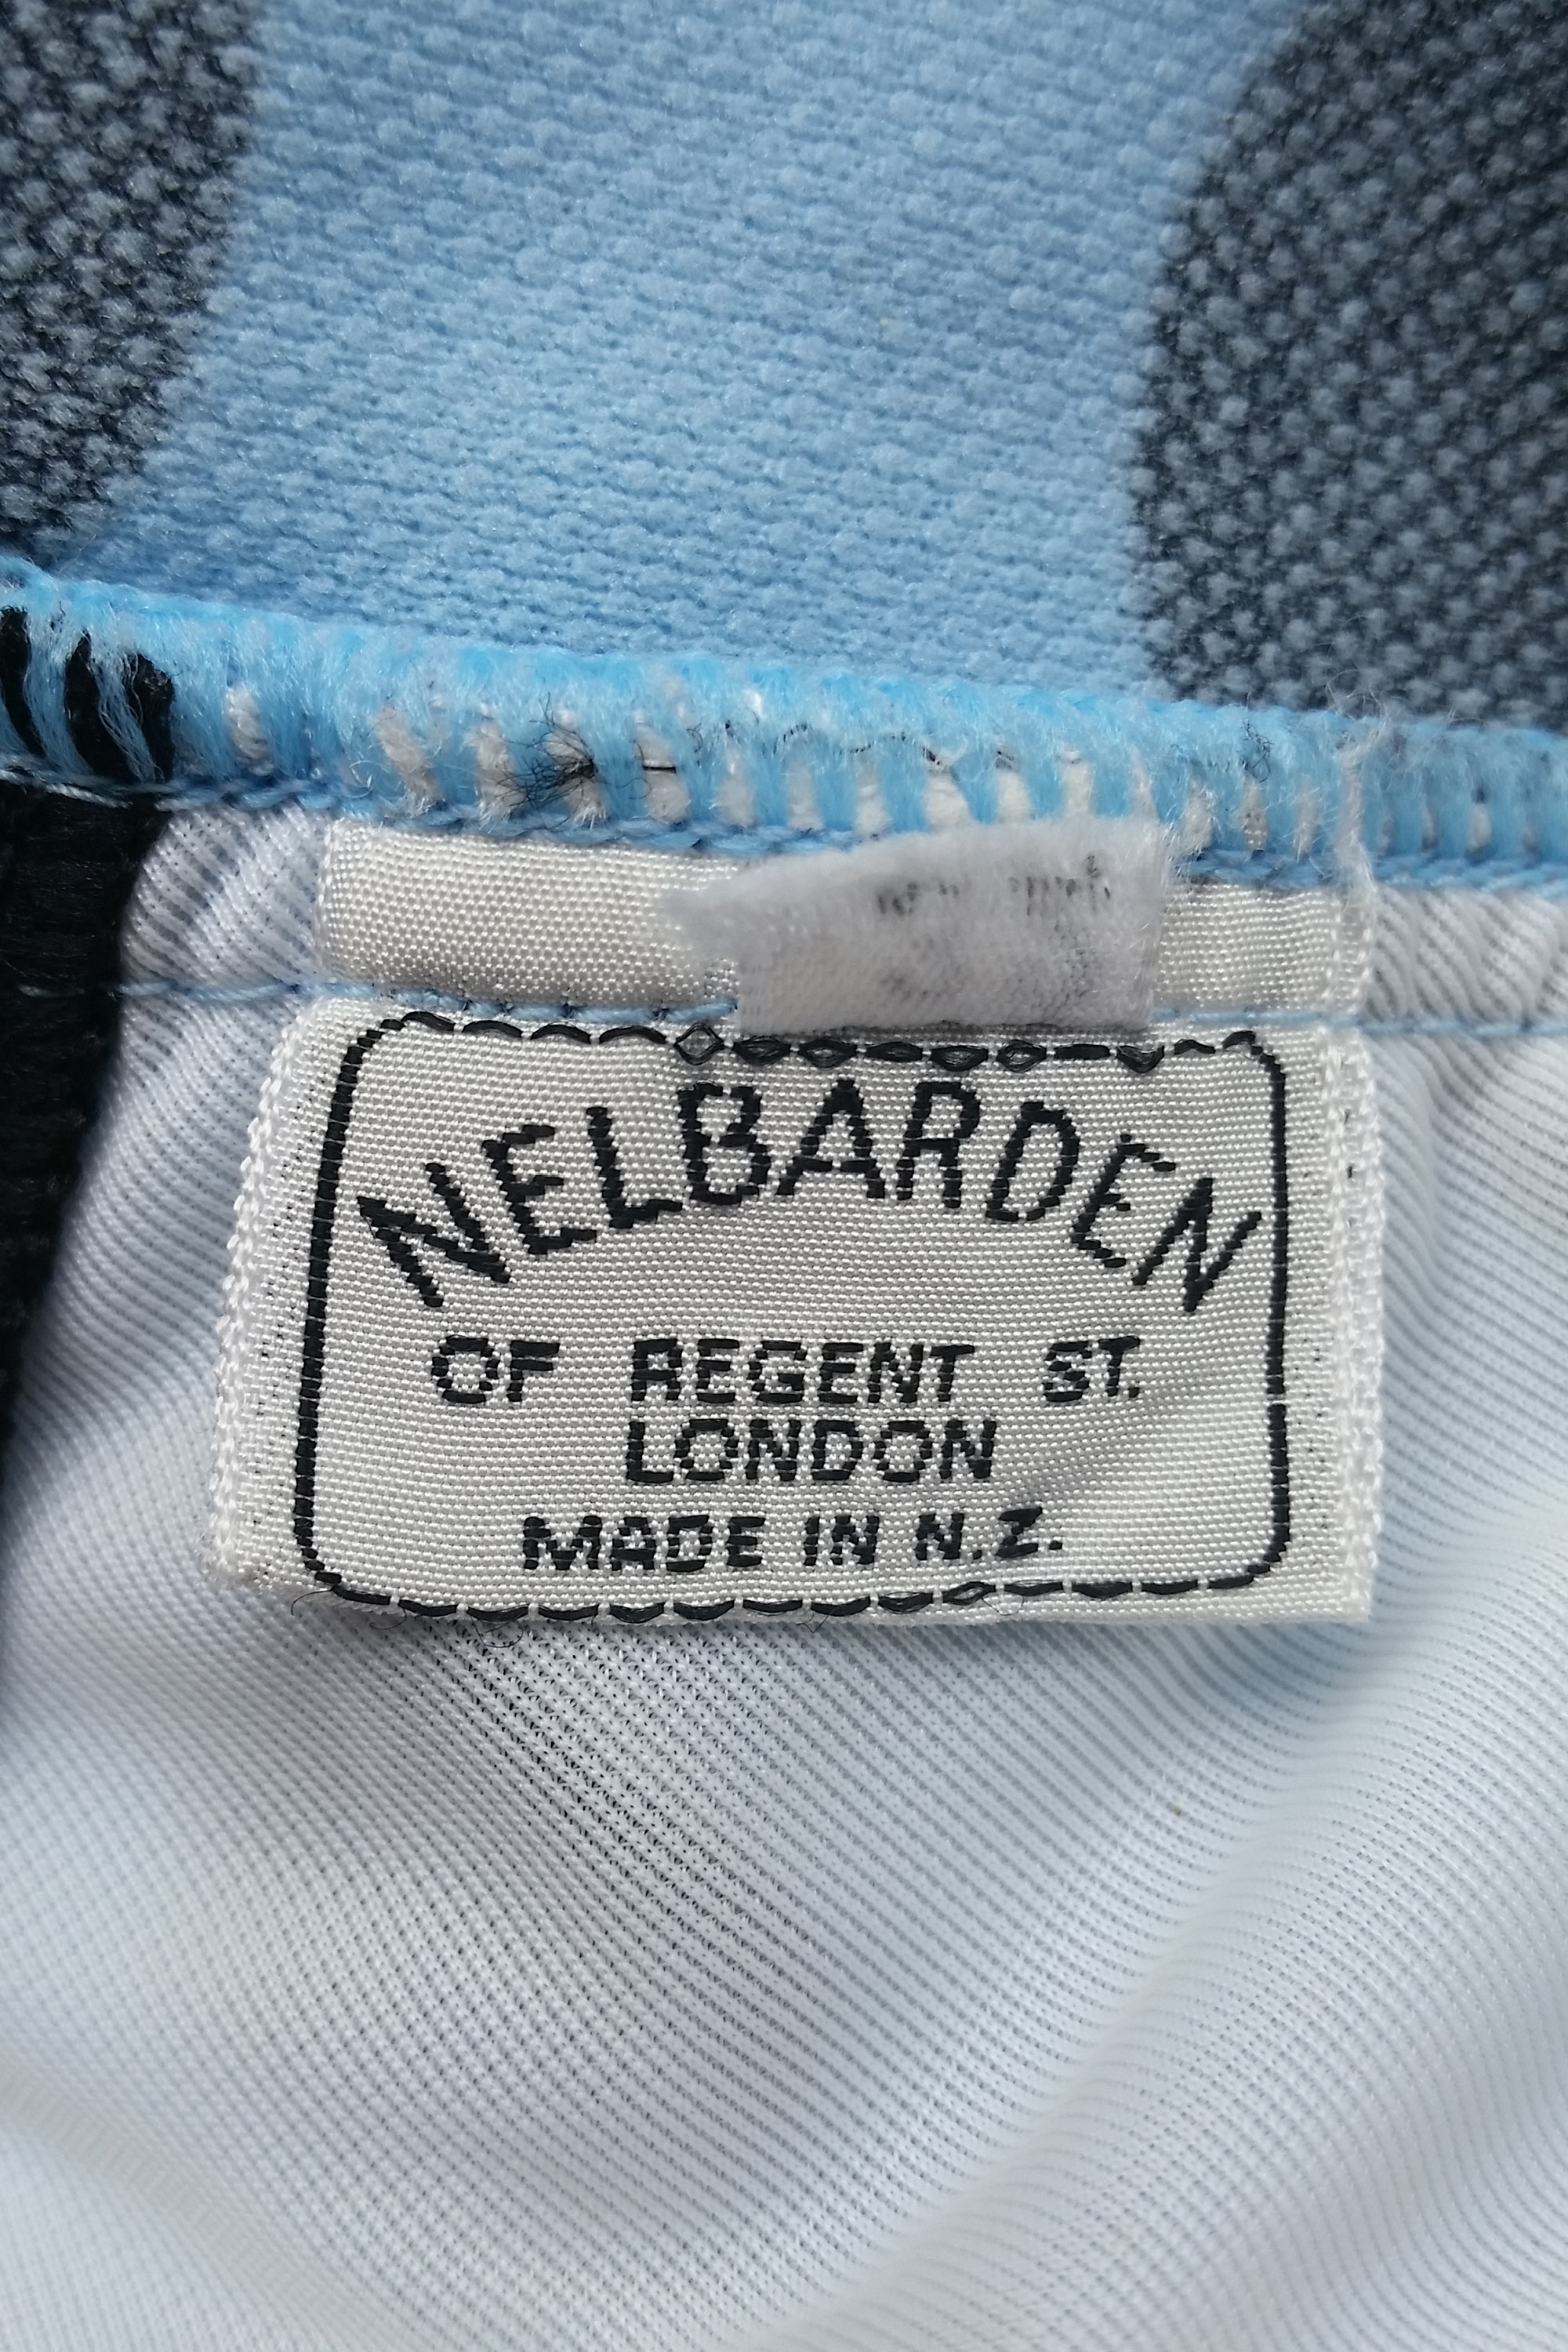 NELBARDEN
OF REGENT ST.
LONDON
MADE IN N.Z.